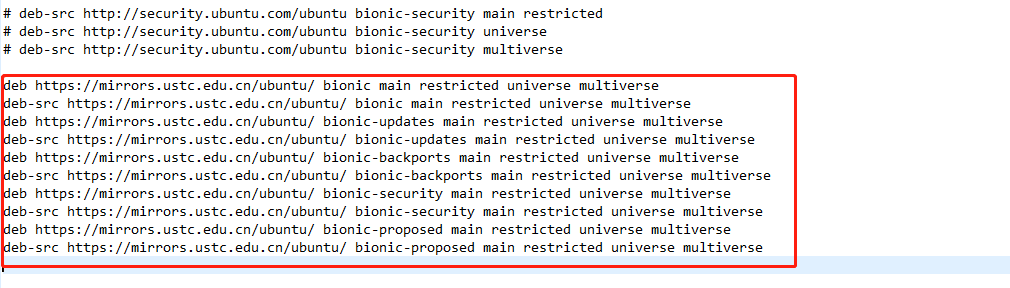 # deb-src http://security.ubuntu.com/ubuntu bionic-security main restricted
# deb-src http://security.ubuntu.com/ubuntu bionic-security universe
# deb-src http://security.ubuntu.com/ubuntu bionic-security multiverse
deb https://mirrors.ustc.edu.cn/ubuntu/ bionic main restricted universe multiverse
deb-src https://mirrors.ustc.edu.cn/ubuntu/ bionic main restricted universe multiverse
deb https://mirrors.ustc.edu.cn/ubuntu/ bionic-updates main restricted universe multiverse
deb-src https://mirrors.ustc.edu.cn/ubuntu/ bionic-updates main restricted universe multiverse
deb https://mirrors.ustc.edu.cn/ubuntu/ bionic-backports main restricted universe multiverse
deb-src https://mirrors.ustc.edu.cn/ubuntu/ bionic-backports main restricted universe multiverse
deb https://mirrors.ustc.edu.cn/ubuntu/ bionic-security main restricted universe multiverse
deb-src https://mirrors.ustc.edu.cn/ubuntu/ bionic-security main restricted universe multiverse
deb https://mirrors.ustc.edu.cn/ubuntu/ bionic-proposed main restricted universe multiverse
deb-src https://mirrors.ustc.edu.cn/ubuntu/ bionic-proposed main restricted universe multiverse